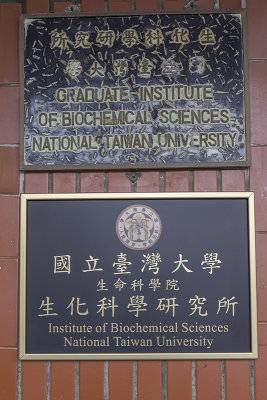 所究研學科化生
學大灣臺立國
GRADUATE INSTITUTE
OF BIOCHEMICAL SCIENCES
NATIONAL TAIWAN UNIVERSITY
國立臺灣大學
生命科學院
生化科學研究所
Institute of Biochemical Sciences
National Taiwan University